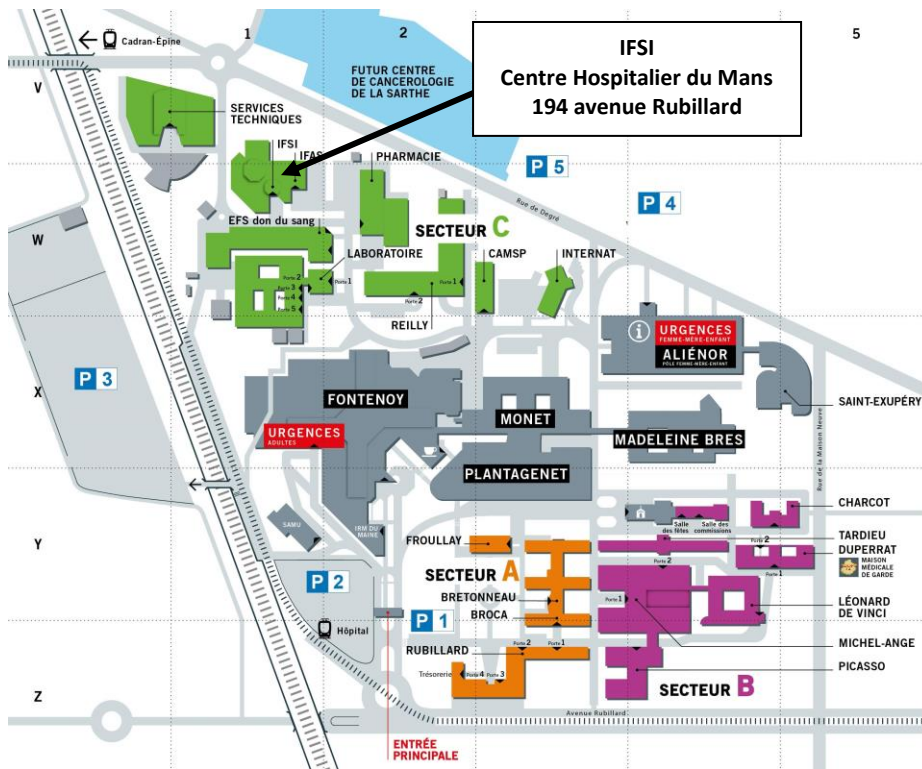 Cadran-Épine
1
2
5
V
FUTUR CENTRE
DE CANCEROLOGIE
DE LA SARTHE
IFSI
Centre Hospitalier du Mans
194 avenue Rubillard
SERVICES
TECHNIQUES
IFSI
IFAS
PHARMACIE
P 5
P 4
Rue de Degré
W
EFS don du sang
SECTEUR C
LABORATOIRE
CAMSP
INTERNAT
Porte 2
Porte 3
Porte 4
Porte 5
Porte 1
Porte 1
Porte 2
REILLY
i
URGENCES
FEMME-MÈRE-ENFANT
ALIÉNOR
PÔLE FEMME-MÈRE-ENFANT
P 3
X
FONTENOY
MONET
SAINT-EXUPÉRY
URGENCES
ADULTES
MADELEINE BRES
PLANTAGENET
Rue de la Maison Neuve
CHARCOT
SAMU
IRM DU
MAINE
Salle
des fêtes
Salle des
commissions
Y
FROULLAY
TARDIEU
Porte 2
DUPERRAT
MAISON
MÉDICALE
DE GARDE
SECTEUR A
Porte 2
Porte 1
P 2
BRETONNEAU
Porte 1
LÉONARD
DE VINCI
BROCA
P 1
Hôpital
MICHEL-ANGE
RUBILLARD
Porte 2
Porte 1
PICASSO
Trésorerie
Porte 4
Porte 3
SECTEUR B
Z
Avenue Rubillard
ENTRÉE
PRINCIPALE